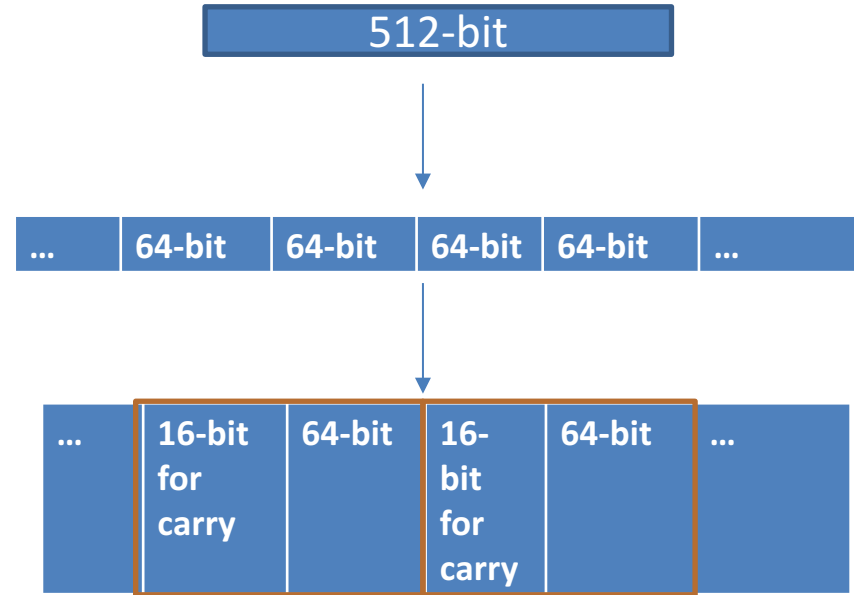 512-bit
... 64-bit 64-bit 64-bit 64-bit ...
... 16-bit 64-bit 16- 64-bit ...
for bit
carry for
carry